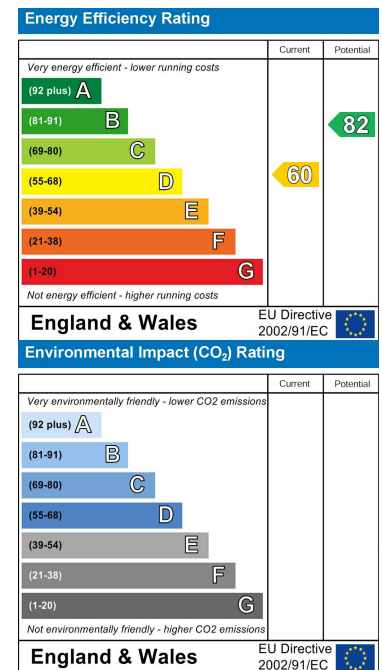 Energy Efficiency Rating
Current Potential
Very energy efficient - lower running costs
(92 plus) A
(81-91) B
82
(69-80) C
(55-68) D
60
(39-54) E
(21-38) F
(1-20) G
Not energy efficient - higher running costs
England & Wales
EU Directive
2002/91/EC
Environmental Impact (CO₂) Rating
Current Potential
Very environmentally friendly - lower CO2 emissions
(92 plus) A
(81-91) B
(69-80) C
(55-68) D
(39-54) E
(21-38) F
(1-20) G
Not environmentally friendly - higher CO2 emissions
England & Wales
EU Directive
2002/91/EC